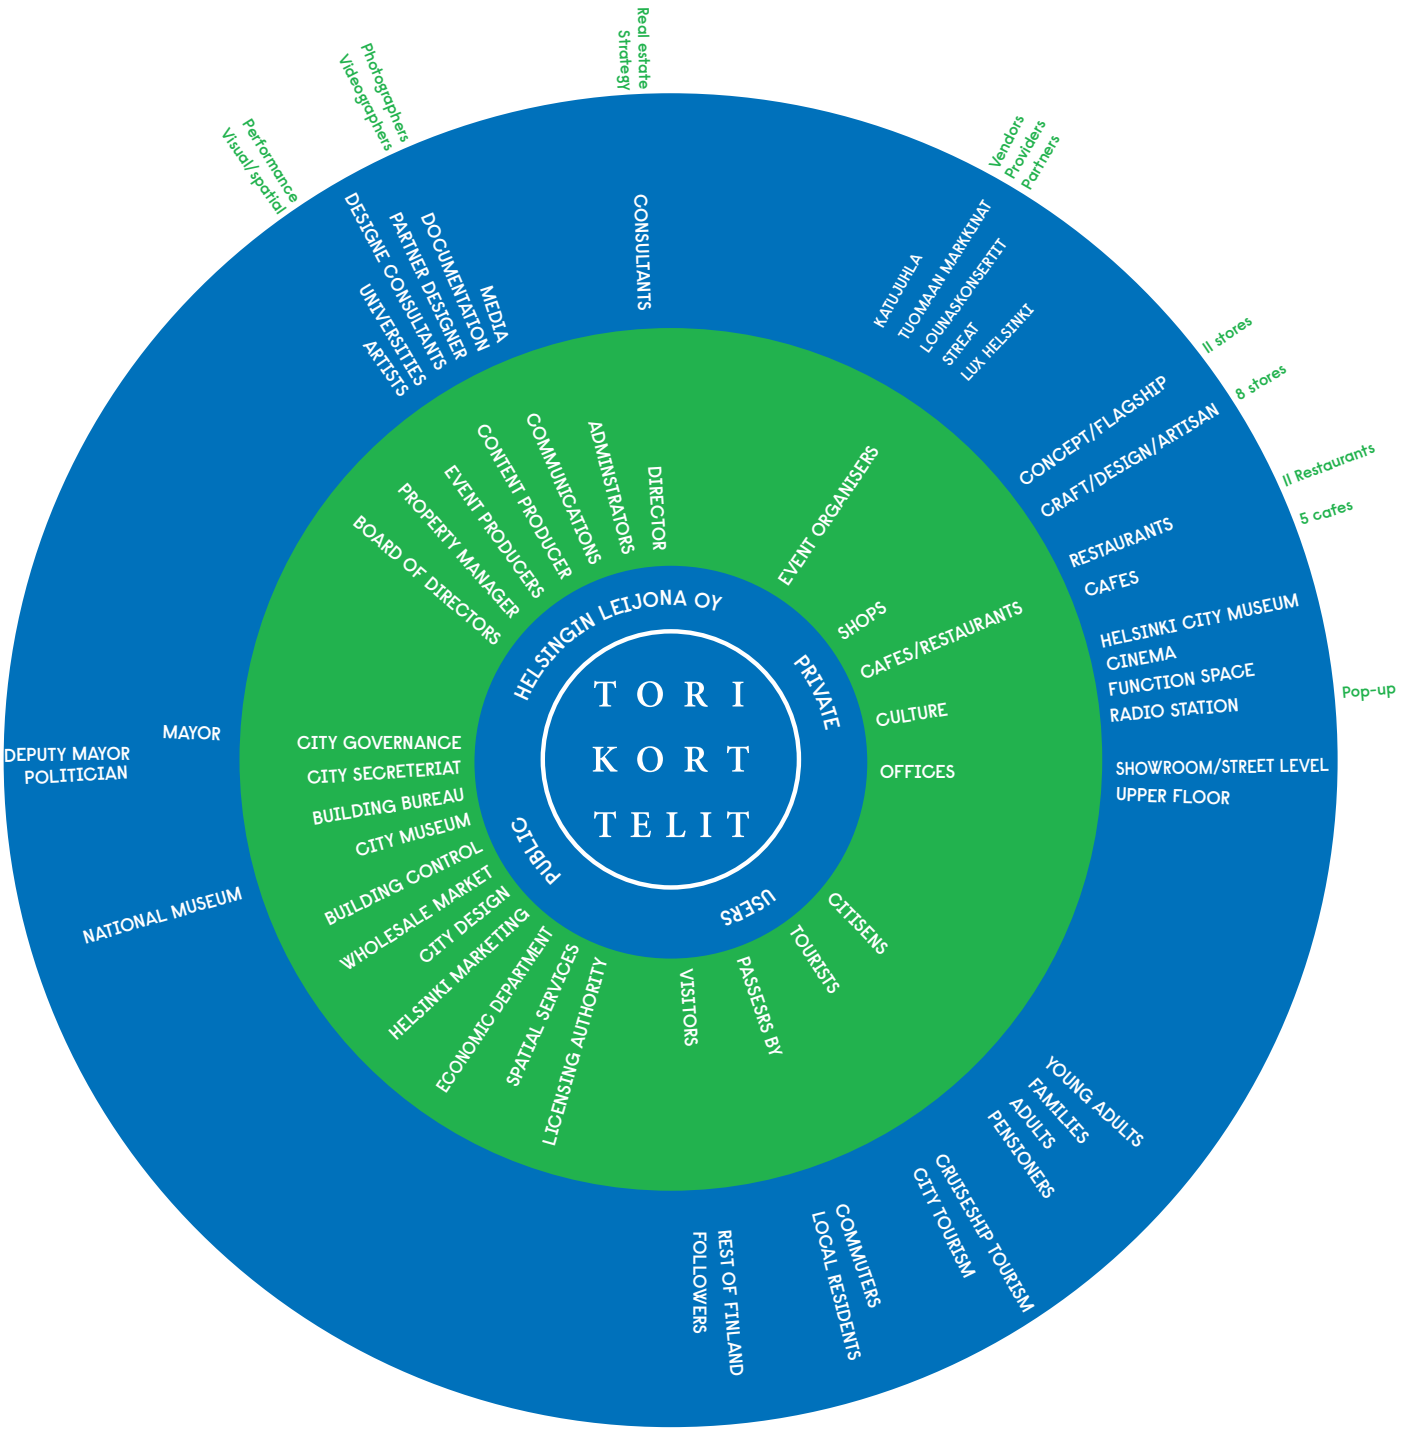 TORI
KORT
TELIT
HELSINGIN LEIJONA OY
PRIVATE
USERS
PUBLIC
BOARD OF DIRECTORS
PROPERTY MANAGER
EVENT PRODUCERS
CONTENT PRODUCER
COMMUNICATIONS
ADMINSTRATORS
DIRECTOR
EVENT ORGANISERS
SHOPS
CAFES/RESTAURANTS
CULTURE
OFFICES
CITISENS
TOURISTS
PASSESRS BY
VISITORS
LICENSING AUTHORITY
SPATIAL SERVICES
ECONOMIC DEPARTMENT
HELSINKI MARKETING
CITY DESIGN
WHOLESALE MARKET
BUILDING CONTROL
CITY MUSEUM
BUILDING BUREAU
CITY SECRETERIAT
CITY GOVERNANCE
ARTISTS
UNIVERSITIES
DESIGNE CONSULTANTS
PARTNER DESIGNER
DOCUMENTATION
MEDIA
CONSULTANTS
KATUJUHLA
TUOMAAN MARKKINAT
LOUNASKONSERTIT
STREAT
LUX HELSINKI
CONCEPT/FLAGSHIP
CRAFT/DESIGN/ARTISAN
RESTAURANTS
CAFES
HELSINKI CITY MUSEUM
CINEMA
FUNCTION SPACE
RADIO STATION
SHOWROOM/STREET LEVEL
UPPER FLOOR
YOUNG ADULTS
FAMILIES
ADULTS
PENSIONERS
CRUISESHIP TOURISM
CITY TOURISM
COMMUTERS
LOCAL RESIDENTS
REST OF FINLAND
FOLLOWERS
NATIONAL MUSEUM
MAYOR
DEPUTY MAYOR
POLITICIAN
Performance
Visual/spatial
Photographers
Videographers
Real estate
Strategy
Vendors
Providers
Partners
11 stores
8 stores
11 Restaurants
5 cafes
Pop-up